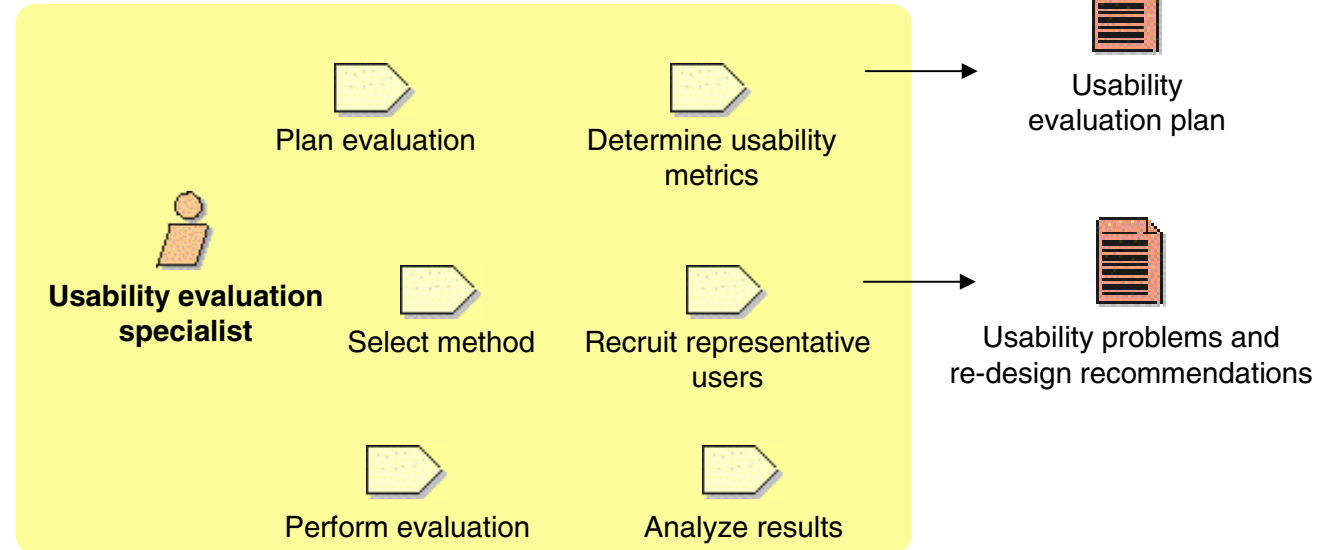 Plan evaluation
Determine usability
metrics
Usability
evaluation plan
Usability evaluation
specialist
Select method
Recruit representative
users
Usability problems and
re-design recommendations
Perform evaluation
Analyze results